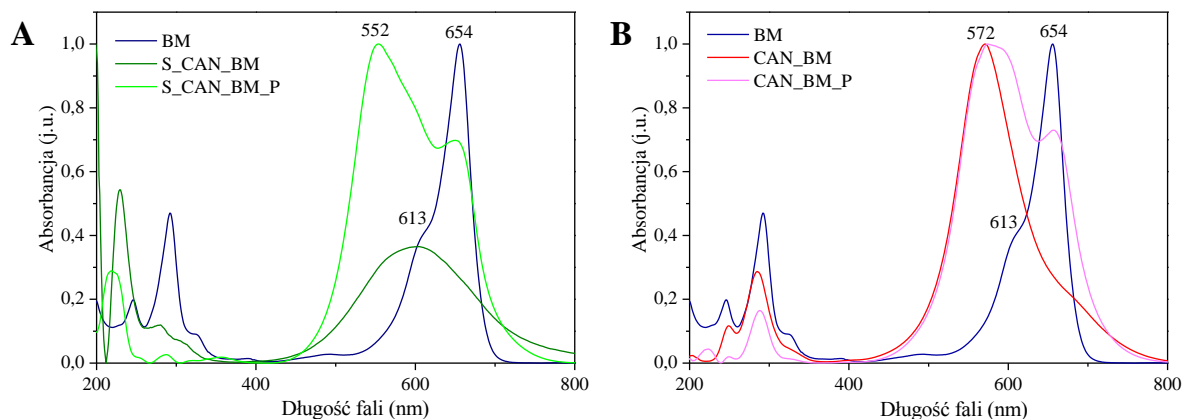 A
BM
S_CAN_BM
S_CAN_BM_P
552
654
613
1,0
0,8
0,6
0,4
0,2
0,0
Absorbancja (j.u.)
200
400
600
800
Długość fali (nm)
B
BM
CAN_BM
CAN_BM_P
572
654
613
1,0
0,8
0,6
0,4
0,2
0,0
Absorbancja (j.u.)
200
400
600
800
Długość fali (nm)